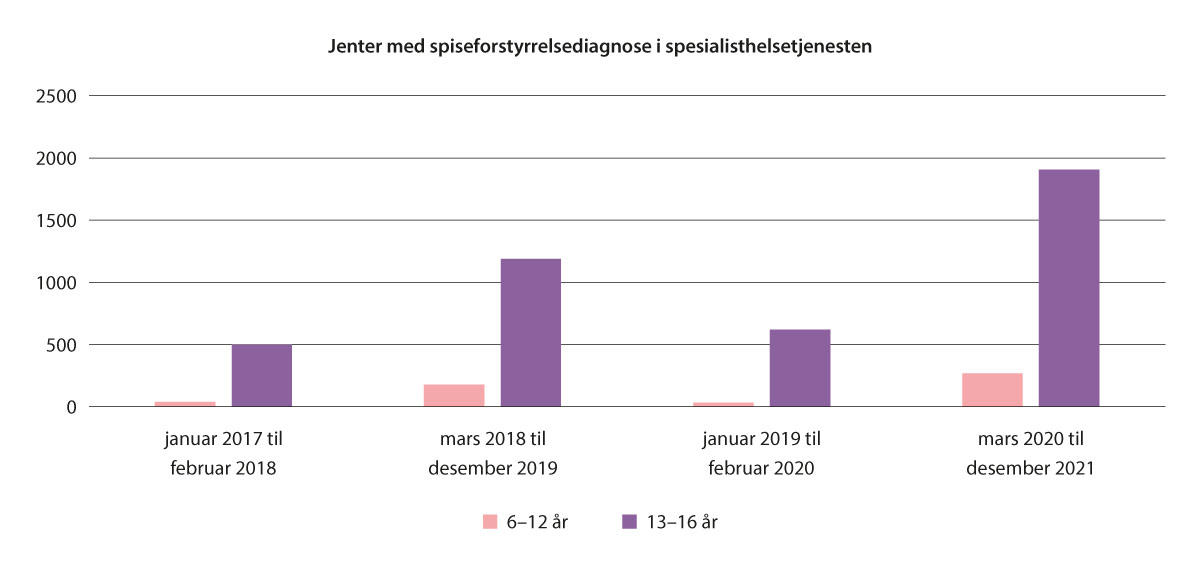 Jenter med spiseforstyrrelsediagnose i spesialisthelsetjenesten
2500
2000
1500
1000
500
0
januar 2017 til
februar 2018
mars 2018 til
desember 2019
januar 2019 til
februar 2020
mars 2020 til
desember 2021
6–12 år
13–16 år